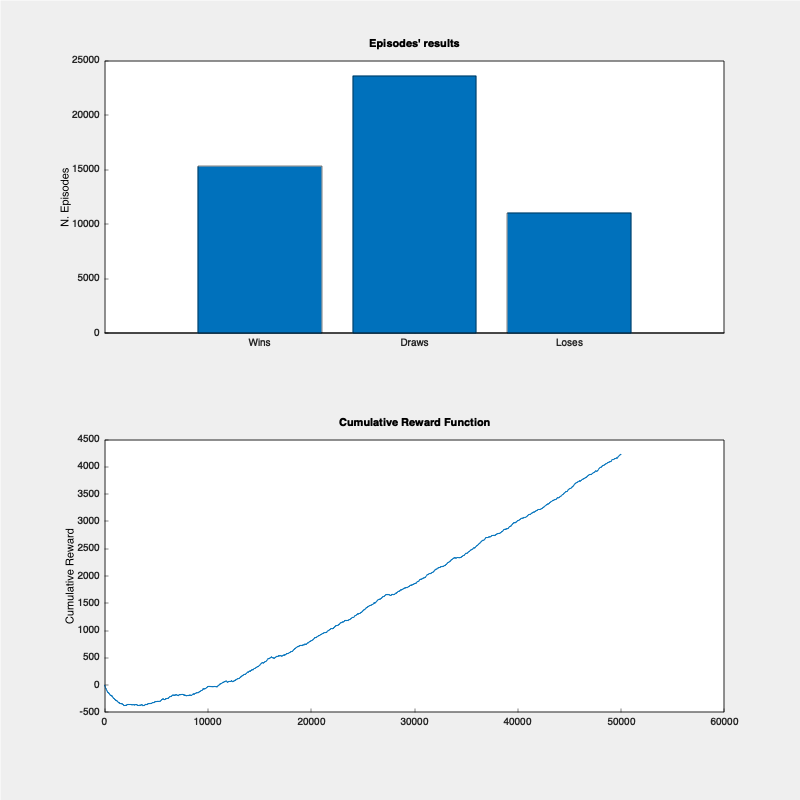 Episodes' results
25000
20000
15000
10000
5000
0
N. Episodes
Wins Draws Loses
Cumulative Reward Function
4500
4000
3500
3000
2500
2000
1500
1000
500
0
-500
Cumulative Reward
0 10000 20000 30000 40000 50000 60000